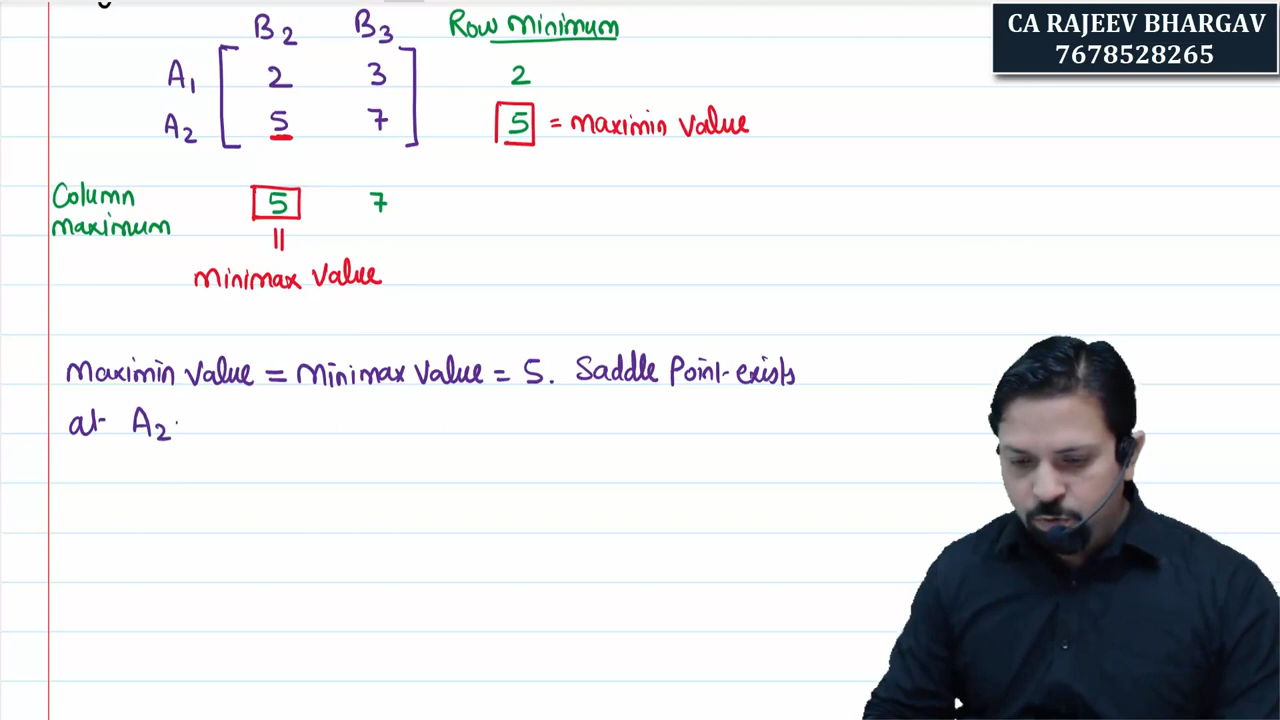 CA RAJEEV BHARGAV
7678528265
B2 B3 Row minimum
A1 2 3 2
A2 5 7 5 = maximin value
Column
maximum
5 7
=
minimax value
maximin value = minimax value = 5. Saddle Point exists
at A2